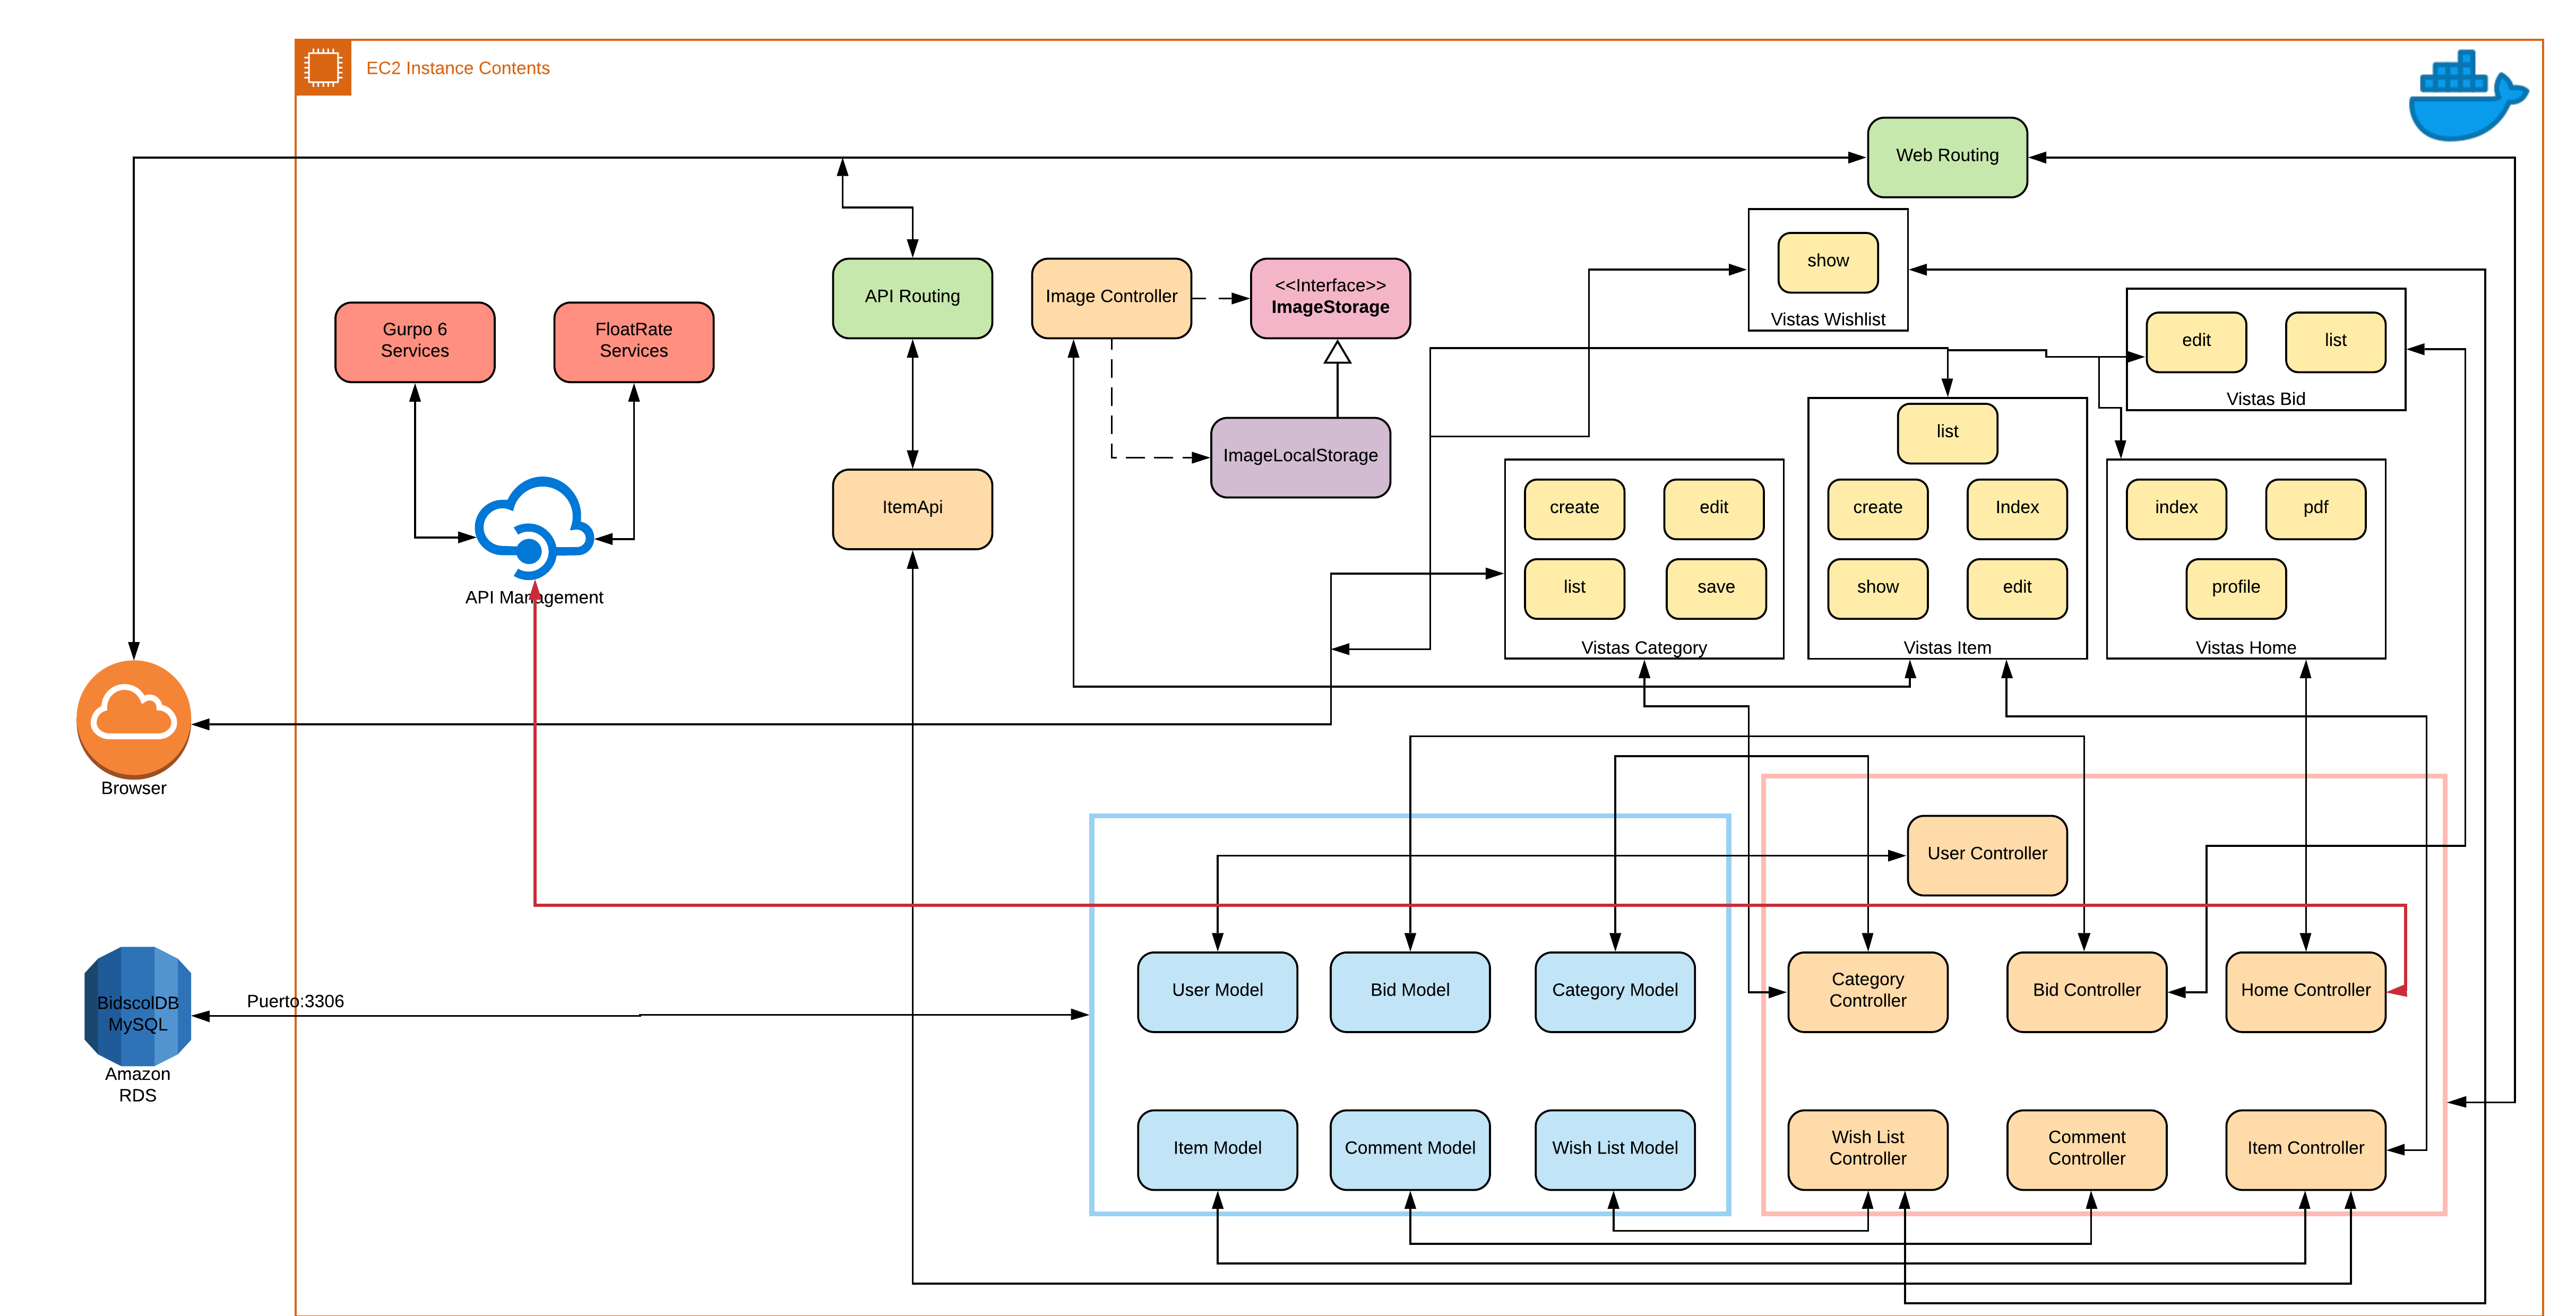 EC2 Instance Contents
Web Routing
show
Vistas Wishlist
API Routing
Image Controller
<<Interface>>
ImageStorage
Gurpo 6
Services
FloatRate
Services
edit
list
Vistas Bid
ImageLocalStorage
ItemApi
API Management
create
edit
list
save
Vistas Category
list
create
Index
show
edit
Vistas Item
index
pdf
profile
Vistas Home
Browser
User Controller
BidscolDB
MySQL
Amazon
RDS
Puerto:3306
User Model
Bid Model
Category Model
Category
Controller
Bid Controller
Home Controller
Item Model
Comment Model
Wish List Model
Wish List
Controller
Comment
Controller
Item Controller